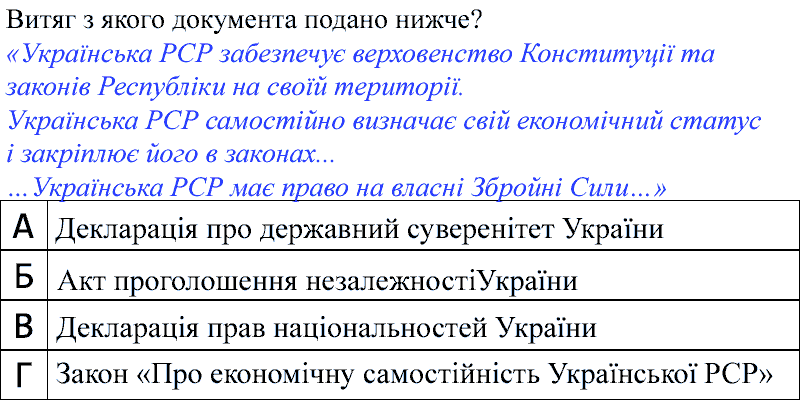 Витяг з якого документа подано нижче?
«Українська РСР забезпечує верховенство Конституції та
законів Республіки на своїй території.
Українська РСР самостійно визначає свій економічний статус
і закріплює його в законах...
...Українська РСР має право на власні Збройні Сили...»
А Декларація про державний суверенітет України
Б Акт проголошення незалежностіУкраїни
В Декларація прав національностей України
Г Закон «Про економічну самостійність Української РСР»